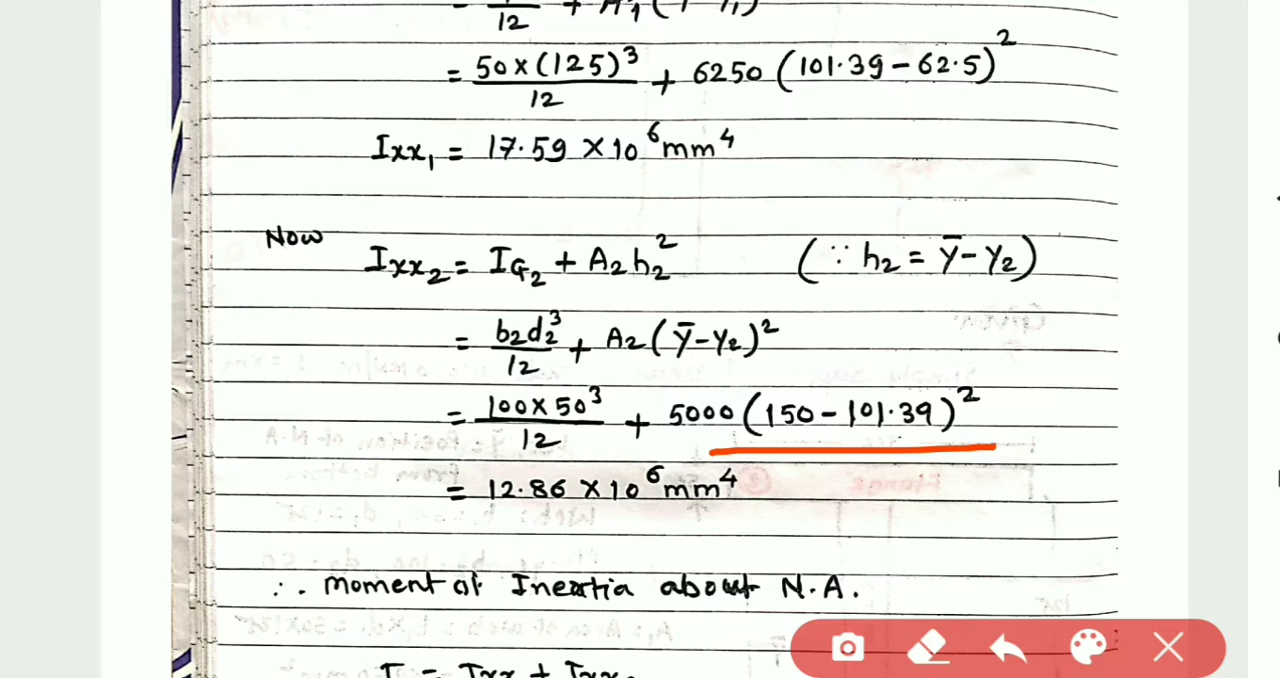 12
= 50×(125)³/12 + 6250 (101.39 − 62.5)²
Ixx₁ = 17.59 ×10⁶ mm⁴
Now Ixx₂ = I_G₂ + A₂h₂² (∵ h₂ = ȳ−y₂)
= b₂d₂³/12 + A₂(ȳ−y₂)²
= 100×50³/12 + 5000 (150 − 101.39)²
= 12.86 ×10⁶ mm⁴
∴ moment of Inertia about N.A.